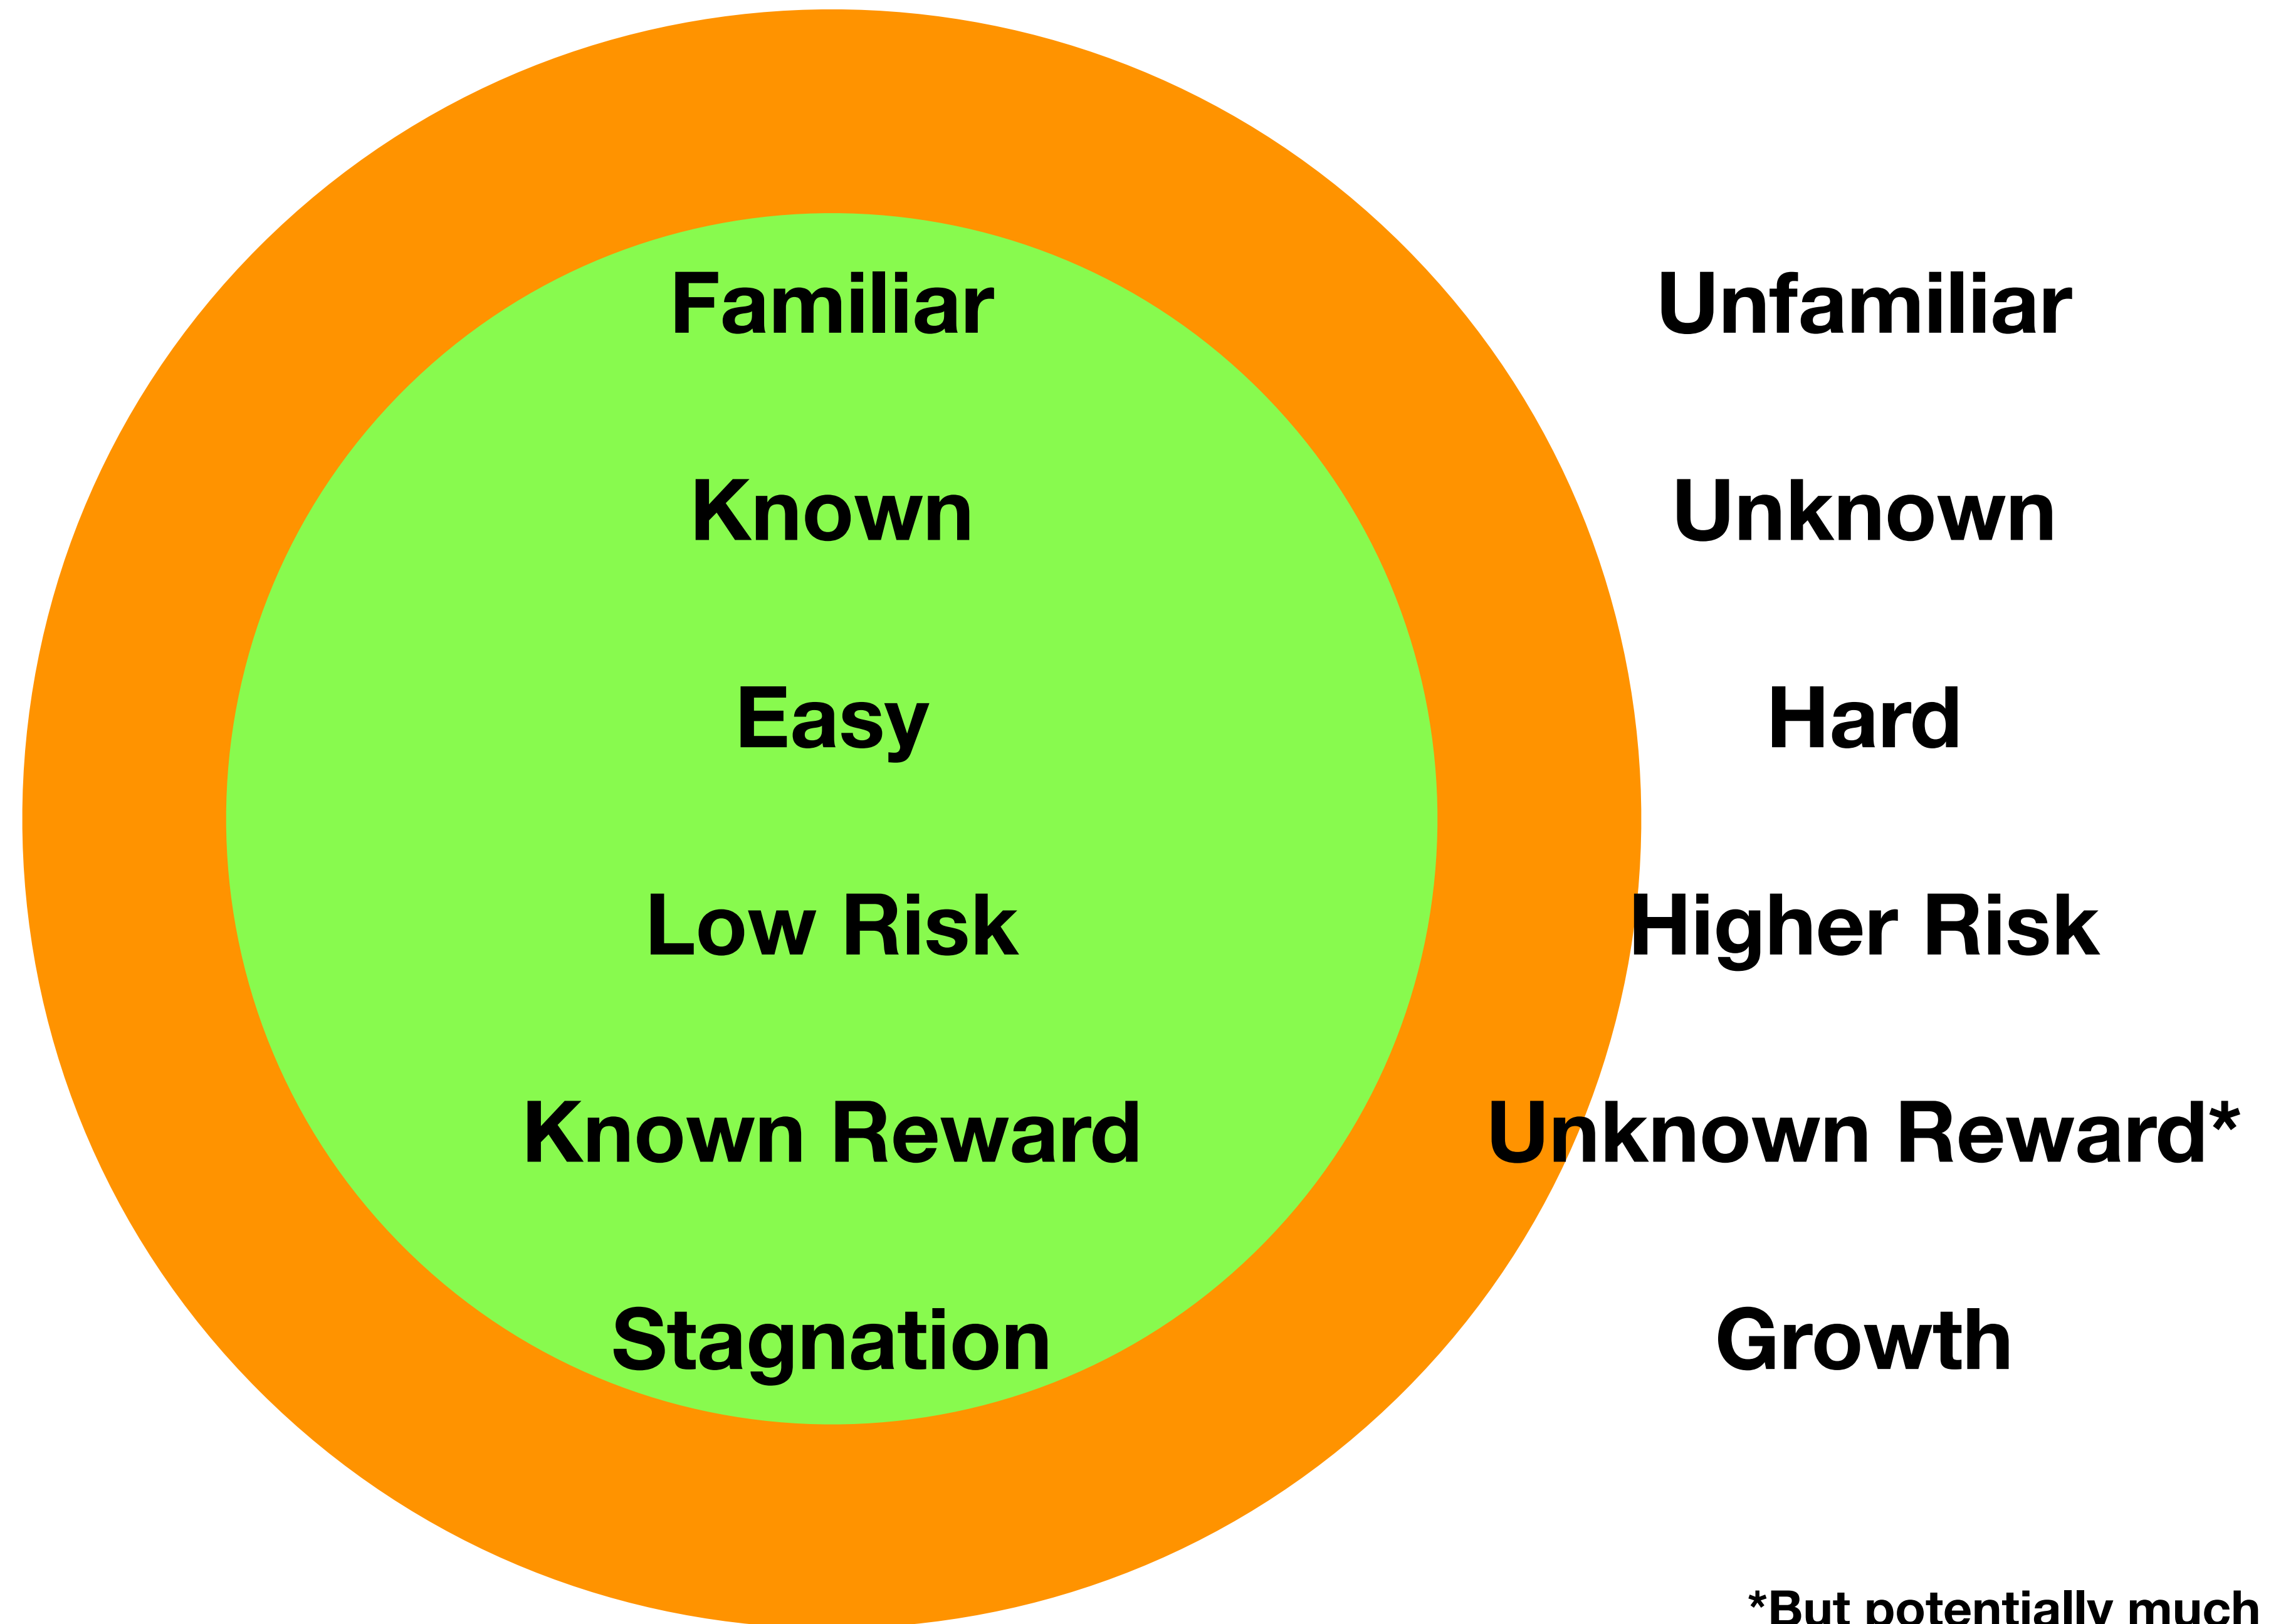 Familiar
Known
Easy
Low Risk
Known Reward
Stagnation
Unfamiliar
Unknown
Hard
Higher Risk
Unknown Reward*
Growth
*But potentially much